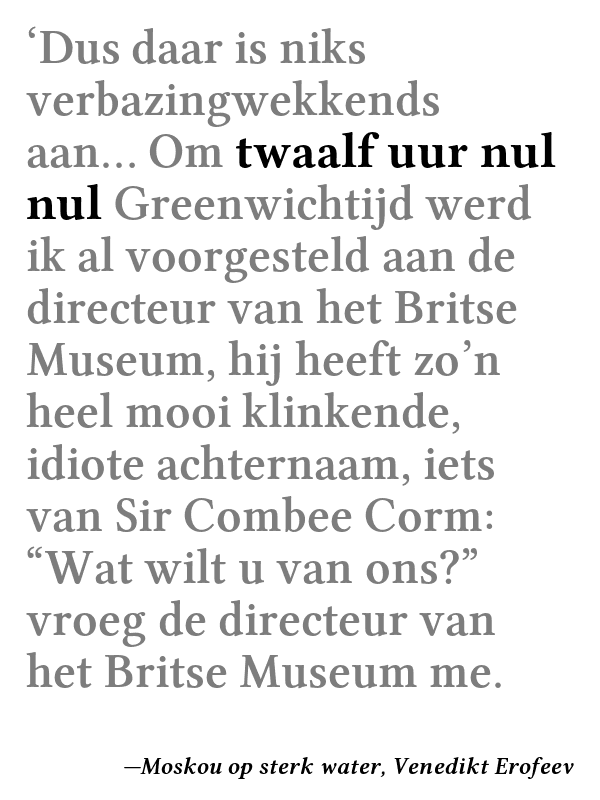 ‘Dus daar is niks
verbazingwekkends
aan... Om twaalf uur nul
nul Greenwichtijd werd
ik al voorgesteld aan de
directeur van het Britse
Museum, hij heeft zo’n
heel mooi klinkende,
idiote achternaam, iets
van Sir Combee Corm:
“Wat wilt u van ons?”
vroeg de directeur van
het Britse Museum me.
—Moskou op sterk water, Venedikt Erofeev